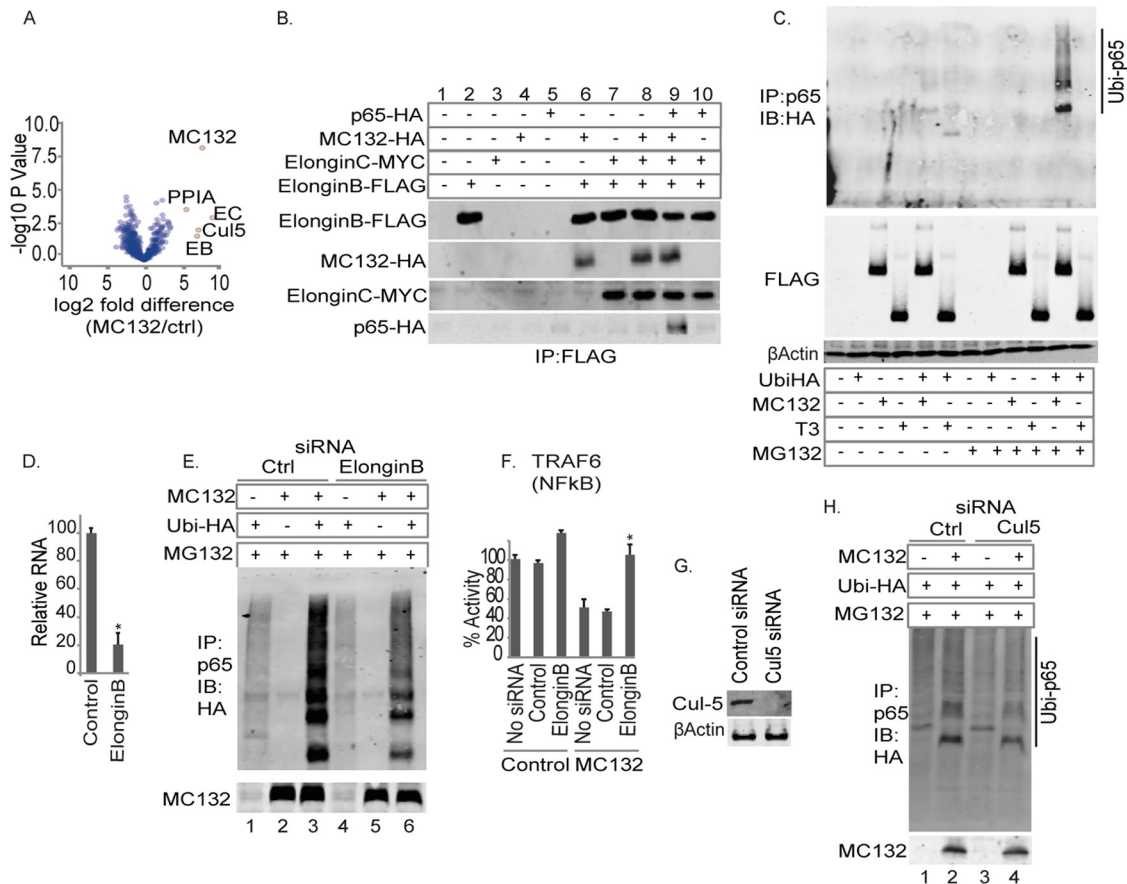 A
10.0
7.5
5.0
2.5
0.0
-log10 P Value
MC132
PPIA
EC
Cul5
EB
10 5 0 5 10
log2 fold difference
(MC132/ctrl)
B.
1 2 3 4 5 6 7 8 9 10
p65-HA - - - - + - - - + +
MC132-HA - - - + - + - + + -
ElonginC-MYC - - + - - - + + + +
ElonginB-FLAG - + - - - + + + + +
ElonginB-FLAG
MC132-HA
ElonginC-MYC
p65-HA
IP:FLAG
C.
IP:p65
IB:HA
Ubi-p65
FLAG
βActin
UbiHA - + - - + + - + - - + +
MC132 - - + - + - - - + - + -
T3 - - - + - + - - - + - +
MG132 - - - - - - + + + + + +
D.
Relative RNA
100
80
60
40
20
0
*
Control
ElonginB
E.
siRNA
Ctrl ElonginB
MC132 - + + - + +
Ubi-HA + - + + - +
MG132 + + + + + +
IP:
p65
IB:
HA
MC132
1 2 3 4 5 6
F.
TRAF6
(NFkB)
% Activity
100
80
60
40
20
0
*
No siRNA
Control
ElonginB
No siRNA
Control
ElonginB
Control MC132
G.
Control siRNA
Cul5 siRNA
Cul-5
βActin
H.
siRNA
Ctrl Cul5
MC132 - + - +
Ubi-HA + + + +
MG132 + + + +
IP:
p65
IB:
HA
Ubi-p65
MC132
1 2 3 4